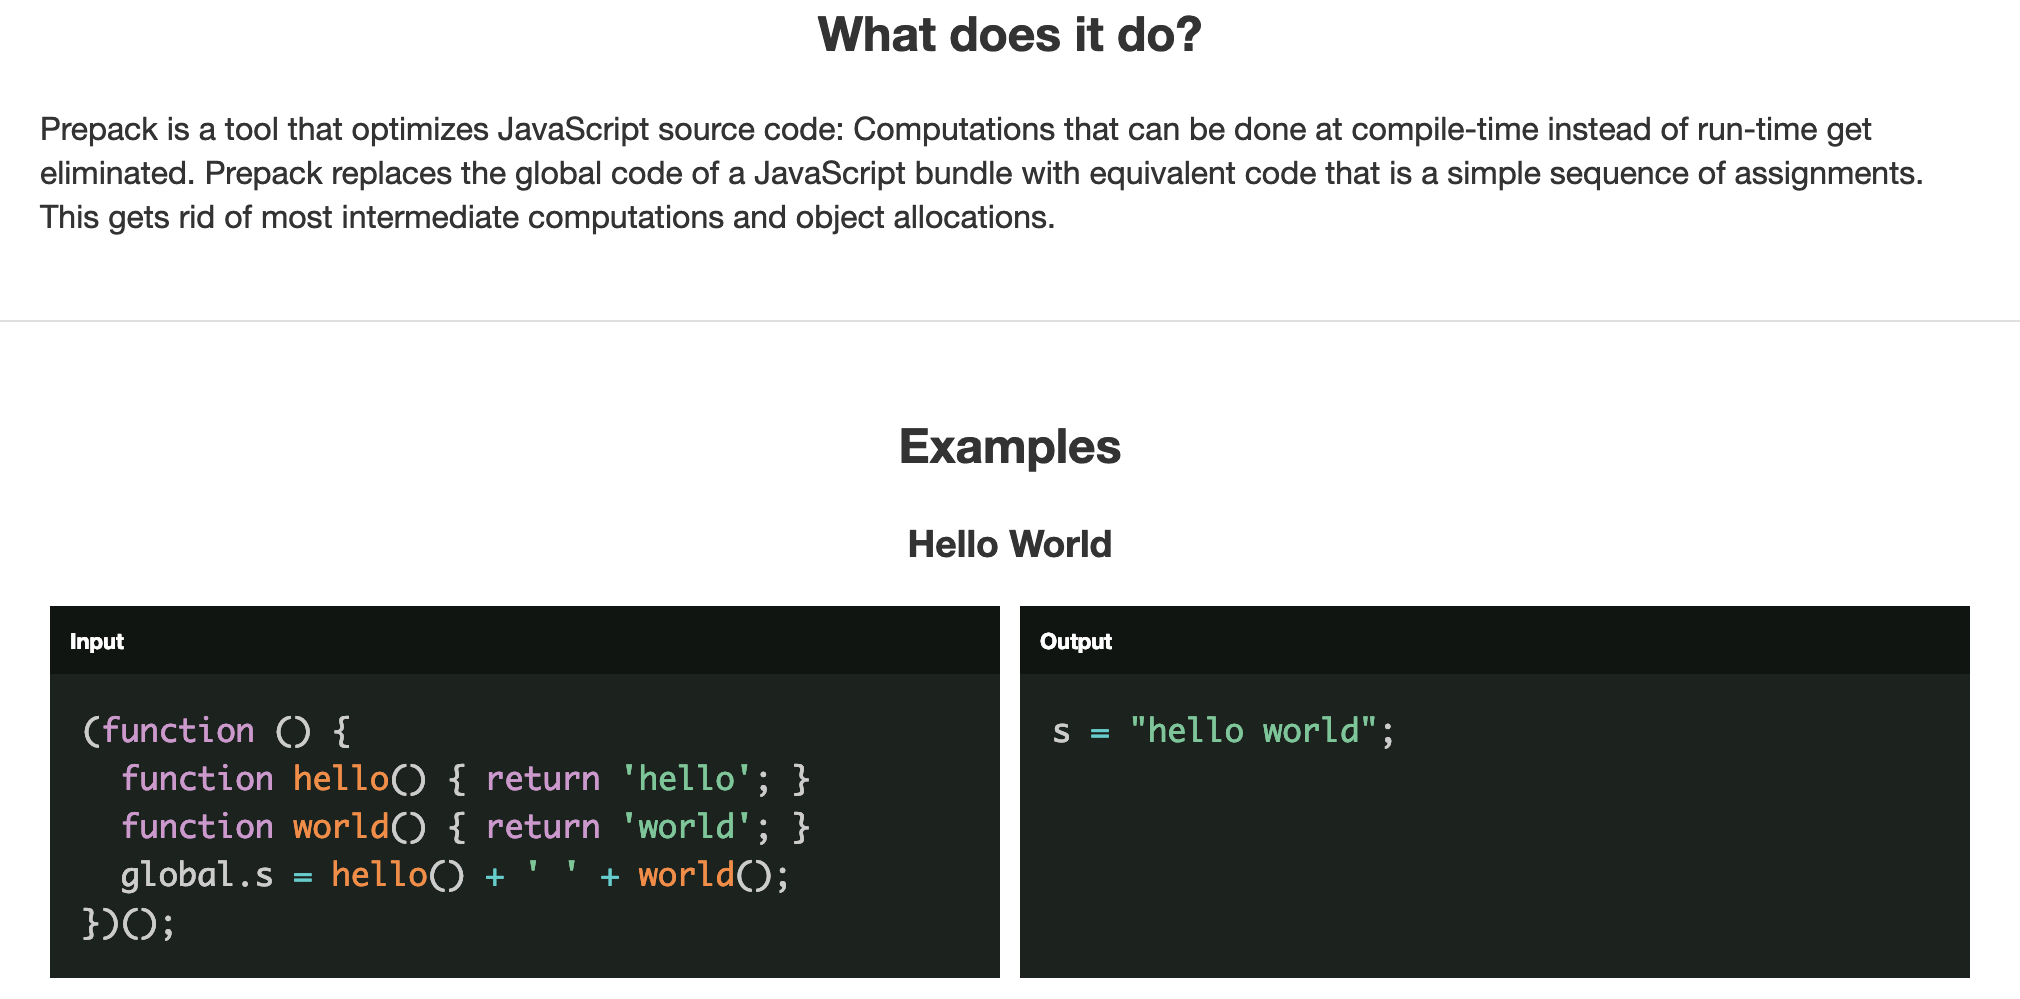 What does it do?
Prepack is a tool that optimizes JavaScript source code: Computations that can be done at compile-time instead of run-time get
eliminated. Prepack replaces the global code of a JavaScript bundle with equivalent code that is a simple sequence of assignments.
This gets rid of most intermediate computations and object allocations.
Examples
Hello World
Input
(function () {
  function hello() { return 'hello'; }
  function world() { return 'world'; }
  global.s = hello() + ' ' + world();
})();
Output
s = "hello world";